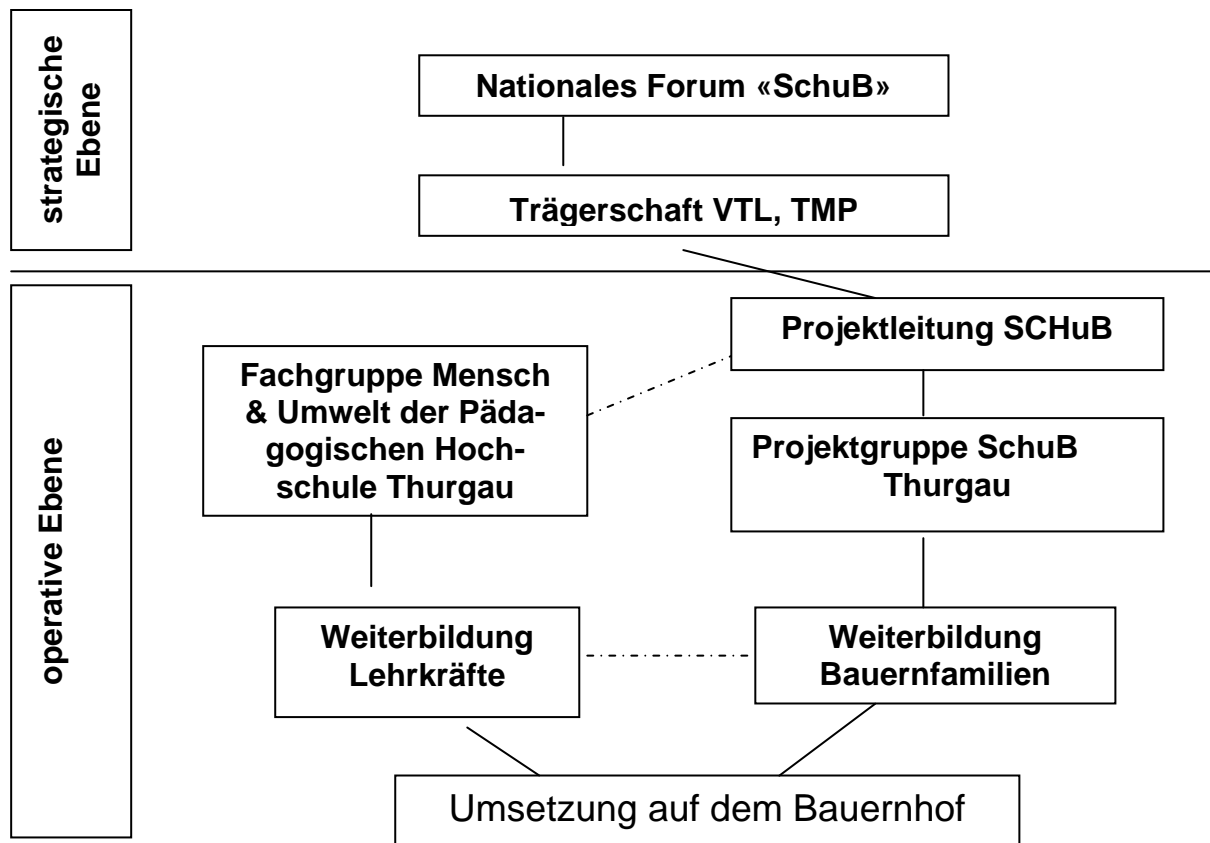 strategische
Ebene
Nationales Forum «SchuB»
Trägerschaft VTL, TMP
operative Ebene
Projektleitung SCHuB
Fachgruppe Mensch
& Umwelt der Päda-
gogischen Hoch-
schule Thurgau
Projektgruppe SchuB
Thurgau
Weiterbildung
Lehrkräfte
Weiterbildung
Bauernfamilien
Umsetzung auf dem Bauernhof